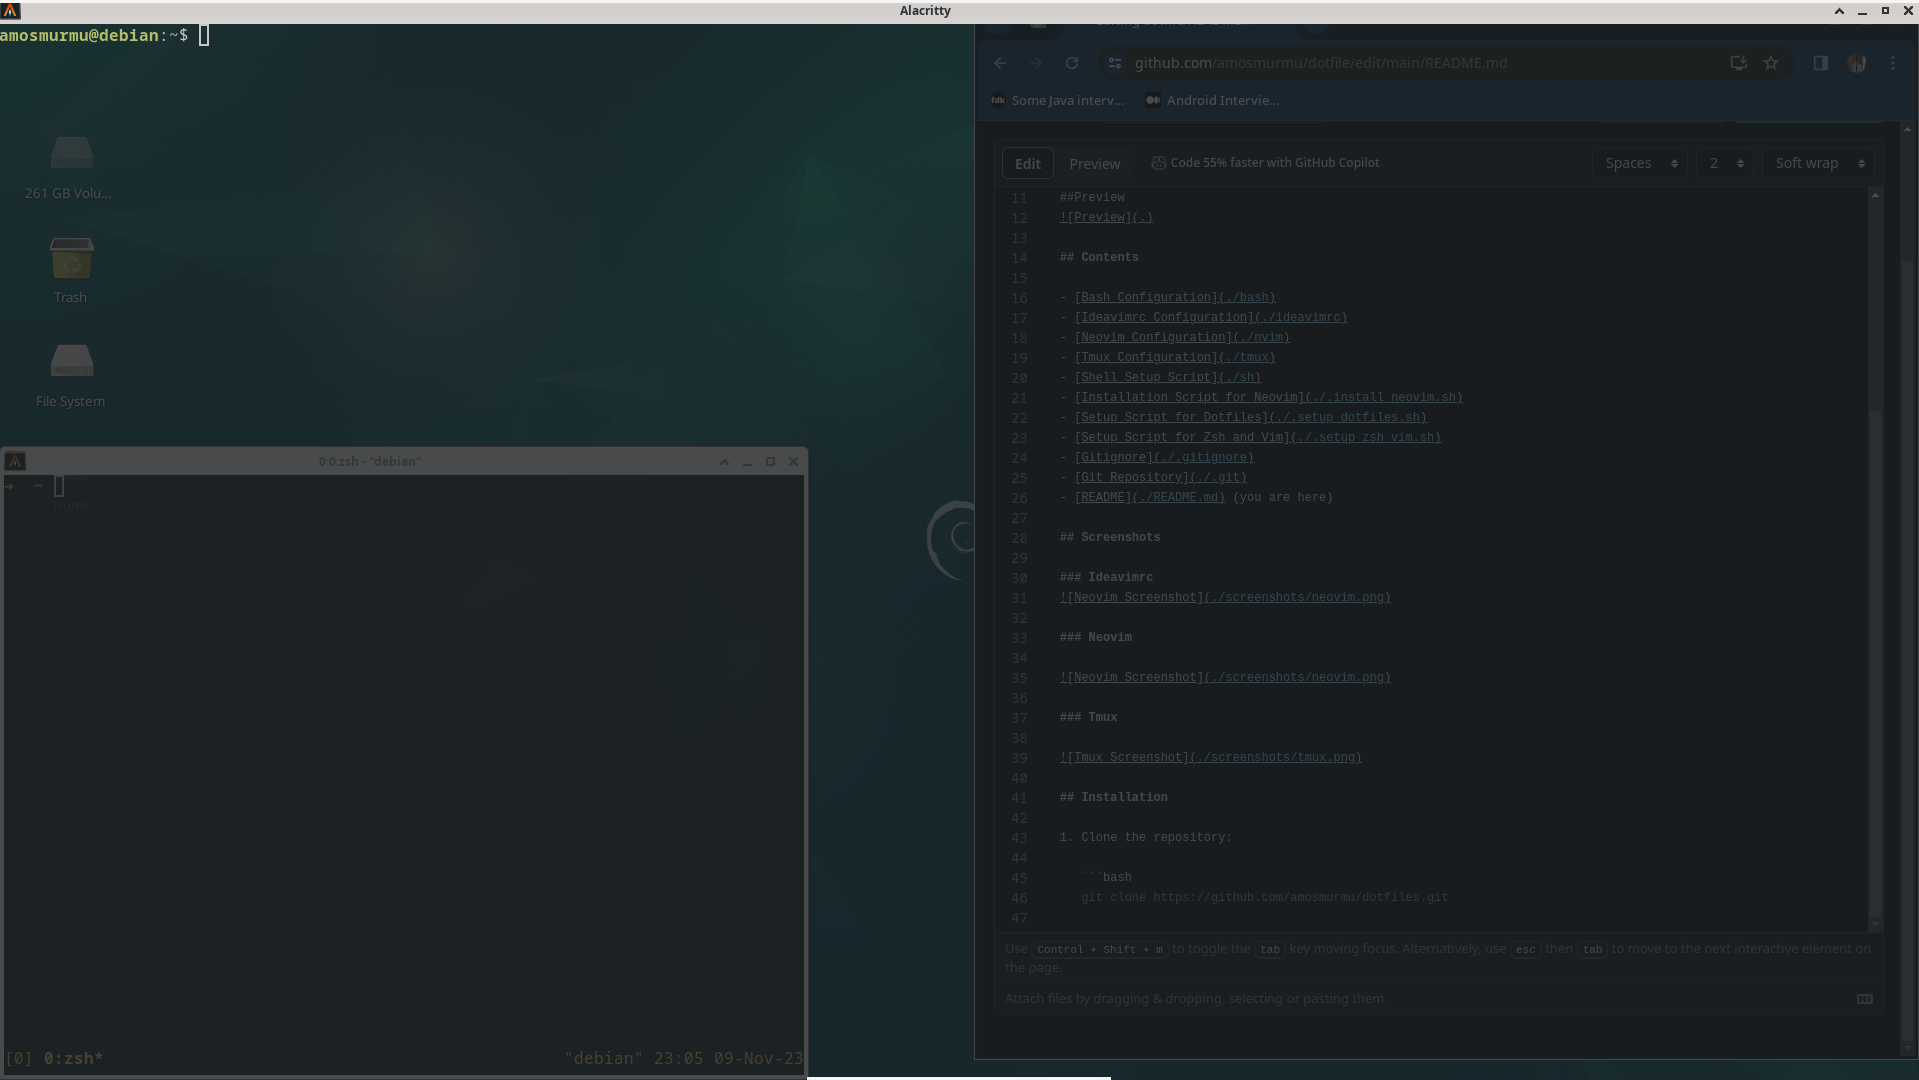 Alacritty
amosmurmu@debian:~$
261 GB Volu...
Trash
File System
Home
0:0:zsh - "debian"
→ ~
[0] 0:zsh*
"debian" 23:05 09-Nov-23
github.com/amosmurmu/dotfile/edit/main/README.md
fdk Some Java interv...
Android Intervie...
Edit
Preview
Code 55% faster with GitHub Copilot
Spaces
2
Soft wrap
11 ##Preview
12 ![Preview](.)
13
14 ## Contents
15
16 - [Bash Configuration](./bash)
17 - [Ideavimrc Configuration](./ideavimrc)
18 - [Neovim Configuration](./nvim)
19 - [Tmux Configuration](./tmux)
20 - [Shell Setup Script](./sh)
21 - [Installation Script for Neovim](./.install_neovim.sh)
22 - [Setup Script for Dotfiles](./.setup_dotfiles.sh)
23 - [Setup Script for Zsh and Vim](./.setup_zsh_vim.sh)
24 - [Gitignore](./.gitignore)
25 - [Git Repository](./.git)
26 - [README](./README.md) (you are here)
27
28 ## Screenshots
29
30 ### Ideavimrc
31 ![Neovim Screenshot](./screenshots/neovim.png)
32
33 ### Neovim
34
35 ![Neovim Screenshot](./screenshots/neovim.png)
36
37 ### Tmux
38
39 ![Tmux Screenshot](./screenshots/tmux.png)
40
41 ## Installation
42
43 1. Clone the repository:
44
45 ```bash
46 git clone https://github.com/amosmurmu/dotfiles.git
47
Use Control + Shift + m to toggle the tab key moving focus. Alternatively, use esc then tab to move to the next interactive element on
the page.
Attach files by dragging & dropping, selecting or pasting them.